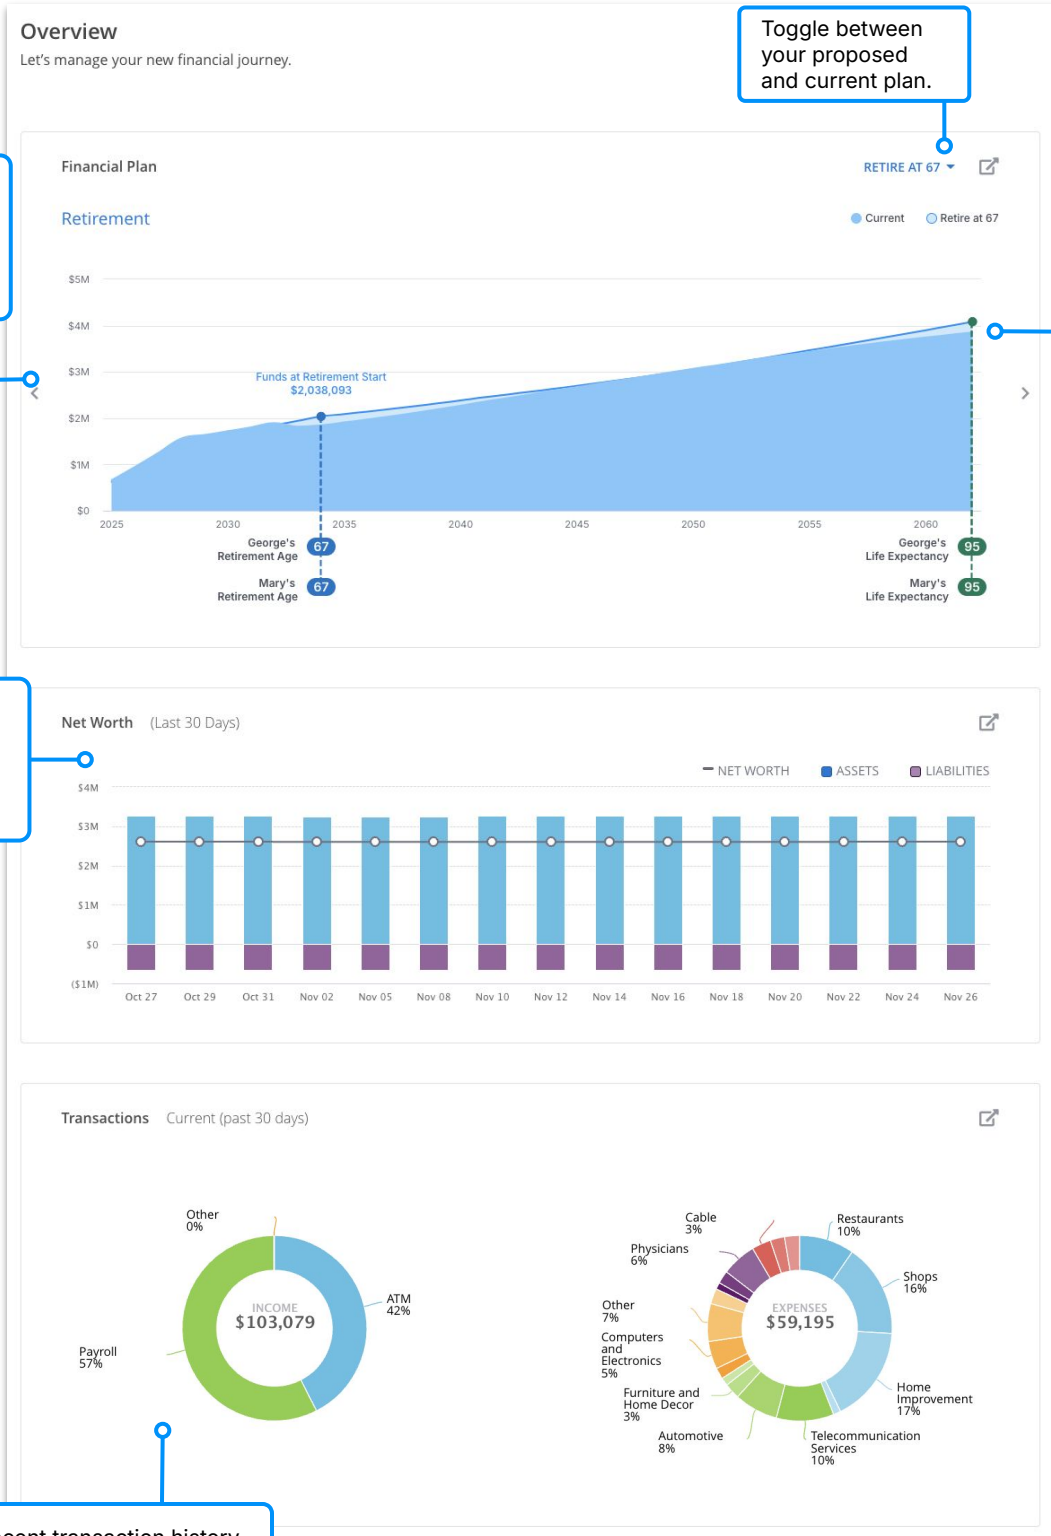 Overview
Let's manage your new financial journey.
Toggle between
your proposed
and current plan.
Financial Plan
RETIRE AT 67
Retirement
Current
Retire at 67
$5M
$4M
$3M
$2M
$1M
$0
Funds at Retirement Start
$2,038,093
2025
2030
2035
2040
2045
2050
2055
2060
George's
Retirement Age
67
Mary's
Retirement Age
67
George's
Life Expectancy
95
Mary's
Life Expectancy
95
Net Worth (Last 30 Days)
NET WORTH
ASSETS
LIABILITIES
$4M
$3M
$2M
$1M
$0
($1M)
Oct 27
Oct 29
Oct 31
Nov 02
Nov 05
Nov 08
Nov 10
Nov 12
Nov 14
Nov 16
Nov 18
Nov 20
Nov 22
Nov 24
Nov 26
Transactions Current (past 30 days)
Other
0%
ATM
42%
INCOME
$103,079
Payroll
57%
Cable
3%
Restaurants
10%
Physicians
6%
Shops
16%
Other
7%
EXPENSES
$59,195
Computers
and
Electronics
5%
Furniture and
Home Decor
3%
Home
Improvement
17%
Automotive
8%
Telecommunication
Services
10%
transaction history